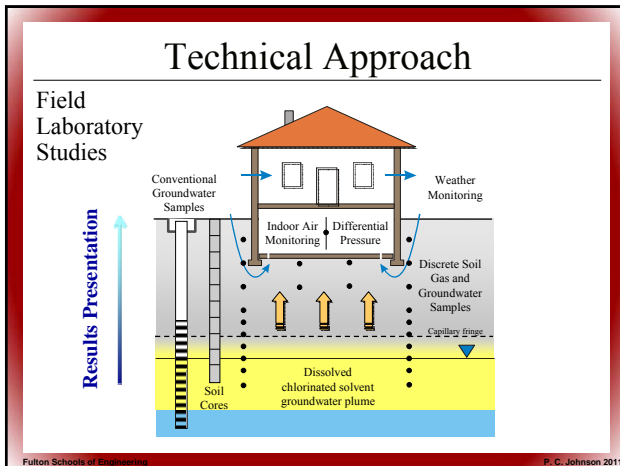 Technical Approach
Field
Laboratory
Studies
Conventional
Groundwater
Samples
Weather
Monitoring
Indoor Air
Monitoring
Differential
Pressure
Results Presentation
Discrete Soil
Gas and
Groundwater
Samples
Capillary fringe
Soil
Cores
Dissolved
chlorinated solvent
groundwater plume
Fulton Schools of Engineering
P. C. Johnson 2011